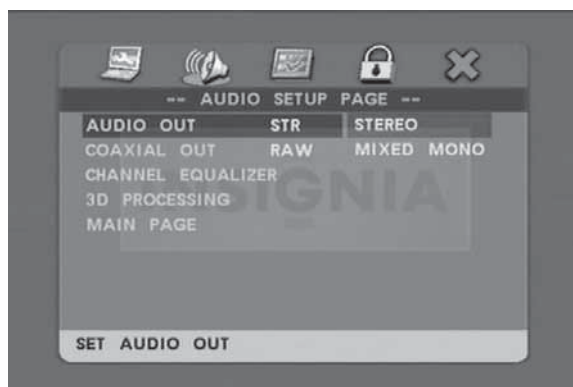 -- AUDIO SETUP PAGE --
AUDIO OUT STR STEREO
COAXIAL OUT RAW MIXED MONO
CHANNEL EQUALIZER
3D PROCESSING
MAIN PAGE
INSIGNIA
SET AUDIO OUT